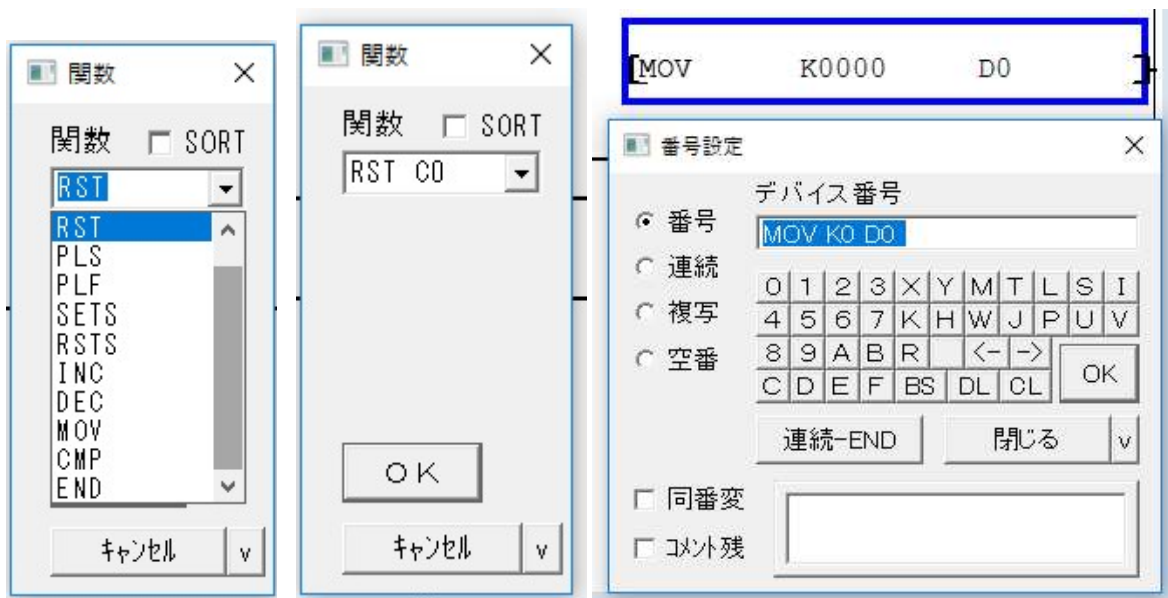 関数
関数 SORT
RST
RST
PLS
PLF
SETS
RSTS
INC
DEC
MOV
CMP
END
キャンセル v
関数
関数 SORT
RST C0
OK
キャンセル v
MOV K0000 D0
番号設定
デバイス番号
MOV K0 D0
番号
連続
複写
空番
0 1 2 3 X Y M T L S I
4 5 6 7 K H W J P U V
8 9 A B R <- ->
C D E F BS DL CL
OK
連続-END 閉じる v
同番変
コメント残